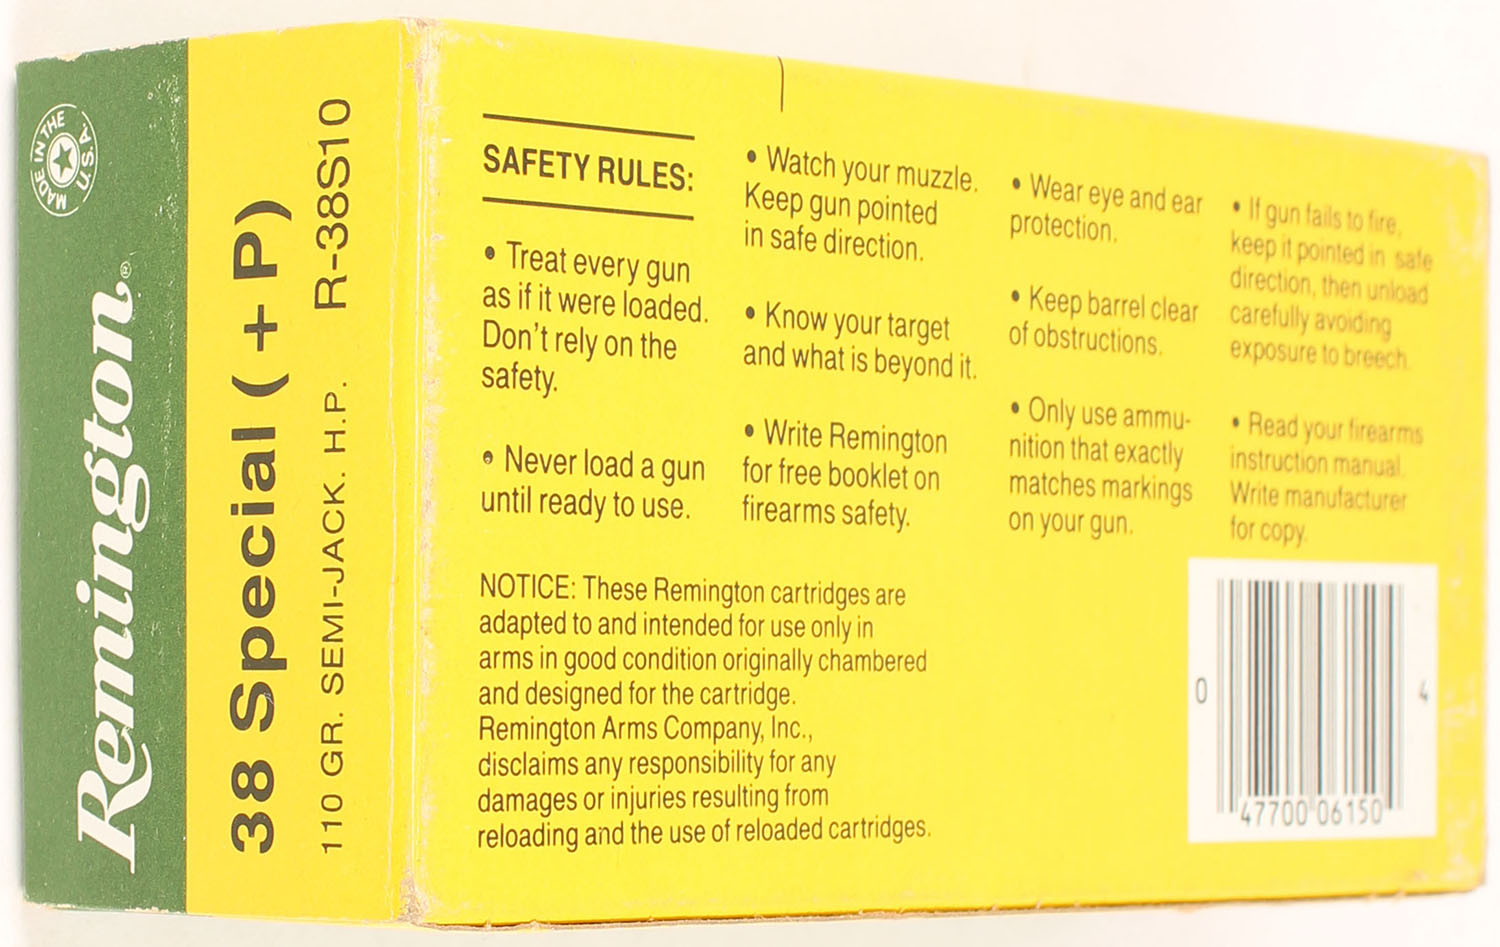 MADE IN THE U.S.A.
Remington®
38 Special (+P)
110 GR. SEMI-JACK. H.P. R-38S10
SAFETY RULES:
• Treat every gun
as if it were loaded.
Don't rely on the
safety.
• Never load a gun
until ready to use.
• Watch your muzzle.
Keep gun pointed
in safe direction.
• Know your target
and what is beyond it.
• Write Remington
for free booklet on
firearms safety.
• Wear eye and ear
protection.
• Keep barrel clear
of obstructions.
• Only use ammu-
nition that exactly
matches markings
on your gun.
• If gun fails to fire,
keep it pointed in safe
direction, then unload
carefully avoiding
exposure to breech.
• Read your firearms
instruction manual.
Write manufacturer
for copy.
NOTICE: These Remington cartridges are
adapted to and intended for use only in
arms in good condition originally chambered
and designed for the cartridge.
Remington Arms Company, Inc.,
disclaims any responsibility for any
damages or injuries resulting from
reloading and the use of reloaded cartridges.
0 47700 06150 4